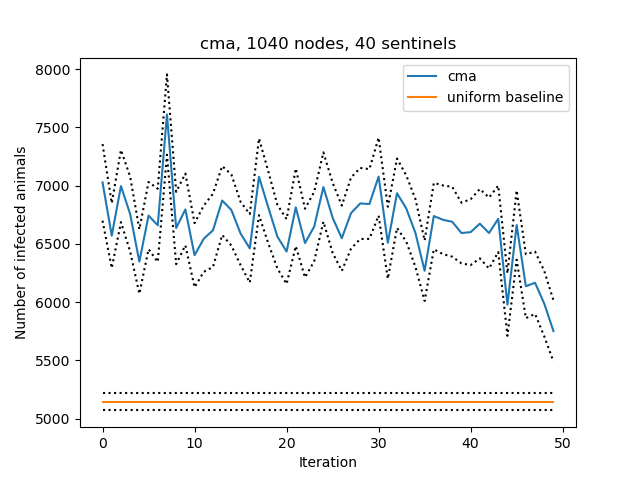 cma, 1040 nodes, 40 sentinels
cma
uniform baseline
Number of infected animals
8000
7500
7000
6500
6000
5500
5000
0 10 20 30 40 50
Iteration